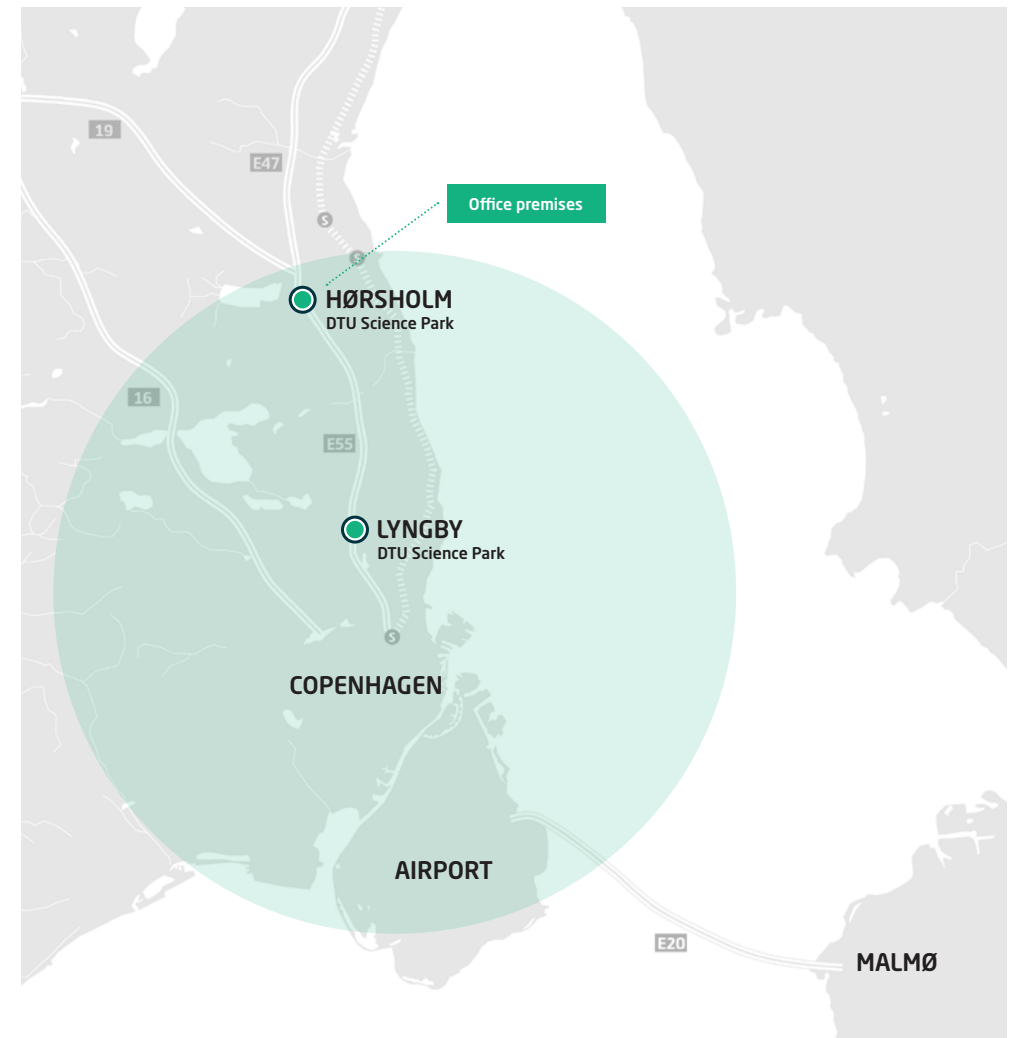 19
E47
Office premises
S
S
HØRSHOLM
DTU Science Park
16
E55
LYNGBY
DTU Science Park
S
COPENHAGEN
AIRPORT
E20
MALMØ